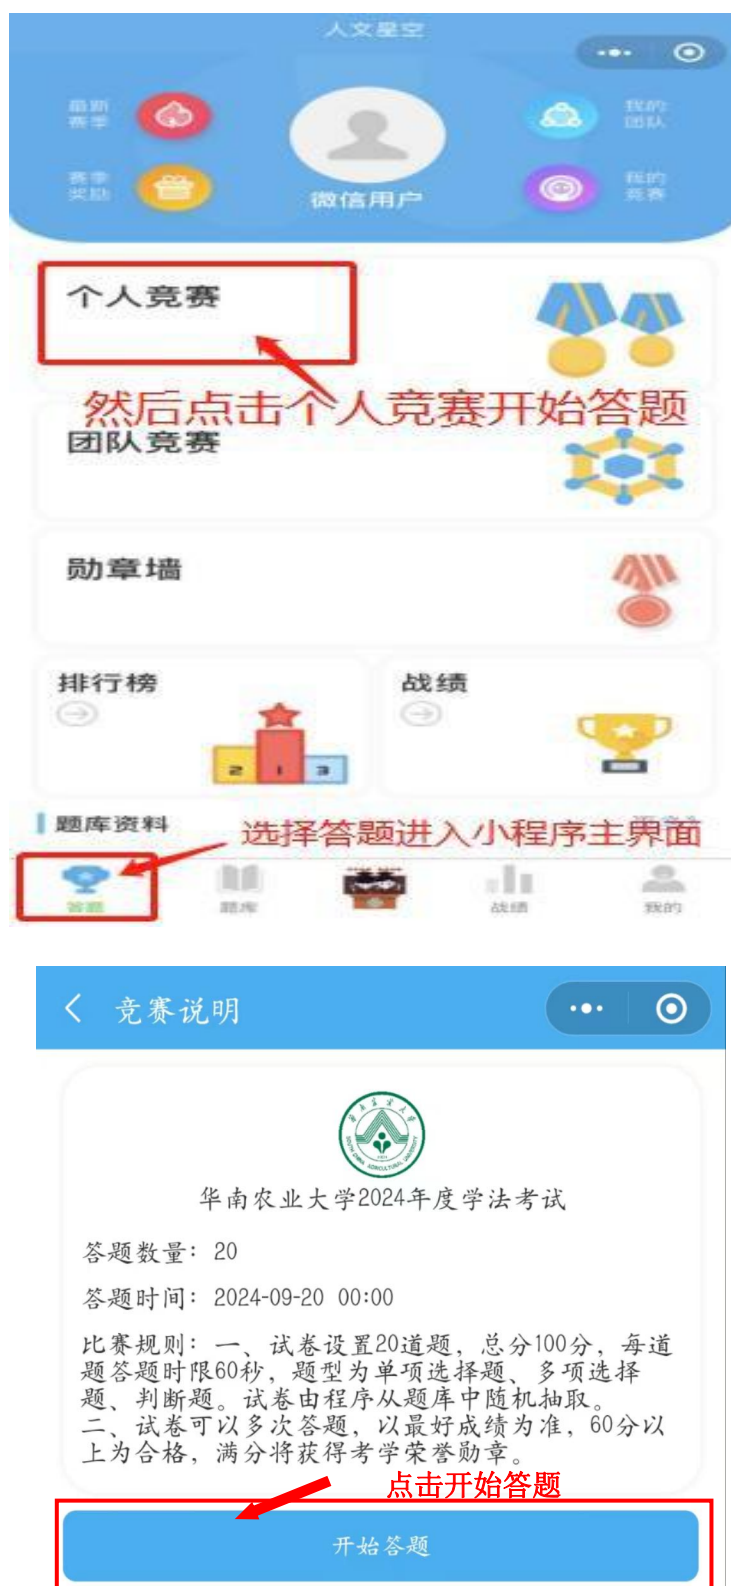 人文星空
最新
赛季
我的
团队
赛季
奖励
我的
竞赛
微信用户
个人竞赛
然后点击个人竞赛开始答题
团队竞赛
勋章墙
排行榜
战绩
2 1 3
题库资料
选择答题进入小程序主界面
答题
题库
战绩
我的
竞赛说明
华南农业大学2024年度学法考试
答题数量: 20
答题时间: 2024-09-20 00:00
比赛规则: 一、试卷设置20道题, 总分100分, 每道
题答题时限60秒, 题型为单项选择题、多项选择
题、判断题。试卷由程序从题库中随机抽取。
二、试卷可以多次答题, 以最好成绩为准, 60分以
上为合格, 满分将获得考学荣誉勋章。
点击开始答题
开始答题